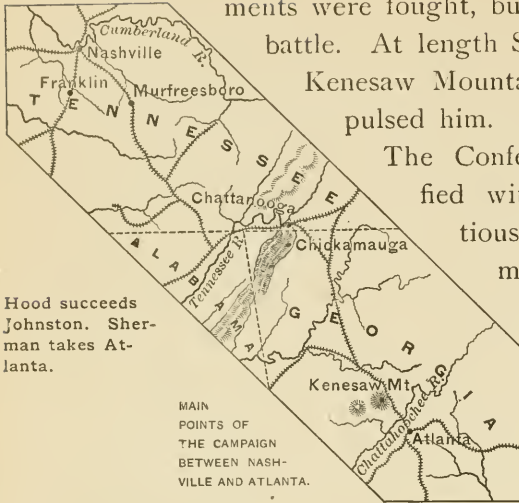 ments were fought, bu
battle. At length S
Kenesaw Mounta
pulsed him.
The Confe
fied wi
tious
m
Cumberland R.
Nashville
Franklin
Murfreesboro
TENNESSEE
Chattanooga
Chickamauga
Tennessee R.
ALABAMA
GEORGIA
Kenesaw Mt.
Chattahoochee R.
Atlanta
Hood succeeds
Johnston. Sher-
man takes At-
lanta.
MAIN
POINTS OF
THE CAMPAIGN
BETWEEN NASH-
VILLE AND ATLANTA.